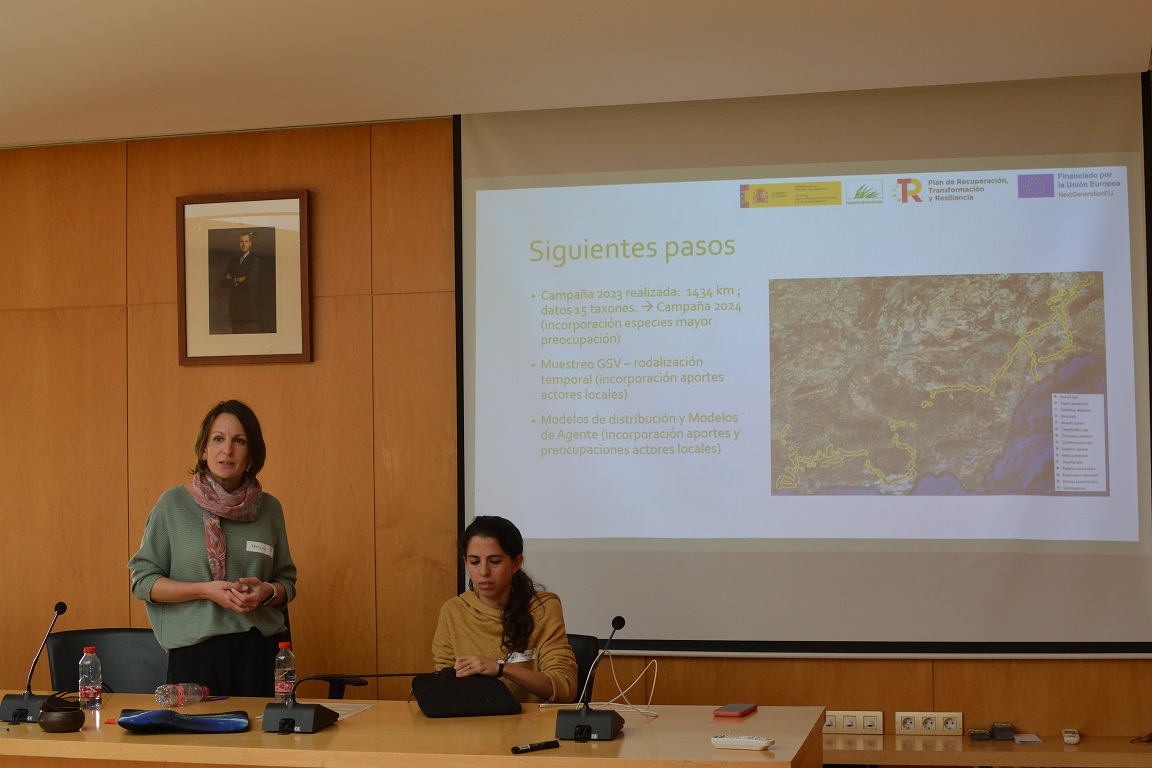 Plan de Recuperación,
Transformación
y Resiliencia
Financiado por
la Unión Europea
NextGenerationEU
Siguientes pasos
• Campaña 2023 realizada: 1434 km ;
datos 15 taxones. → Campaña 2024
(incorporación especies mayor
preocupación)
• Muestreo GSV – rodalización
temporal (incorporación aportes
actores locales)
• Modelos de distribución y Modelos
de Agente (incorporación aportes y
preocupaciones actores locales)